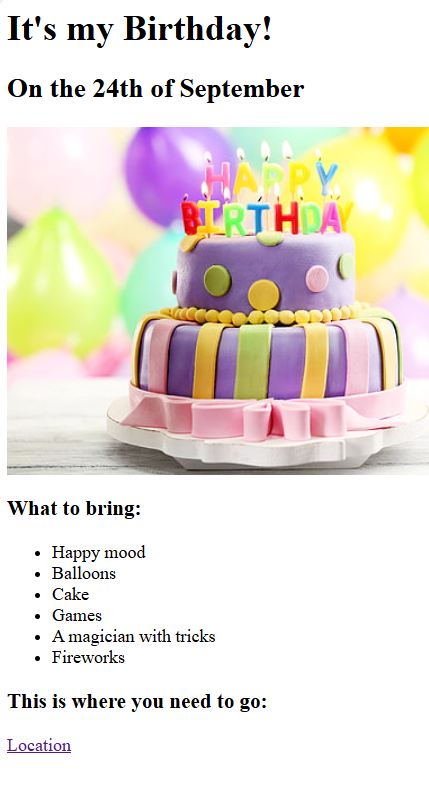 It's my Birthday!
On the 24th of September
HAPPY
BIRTHDAY
What to bring:
Happy mood
Balloons
Cake
Games
A magician with tricks
Fireworks
This is where you need to go:
Location